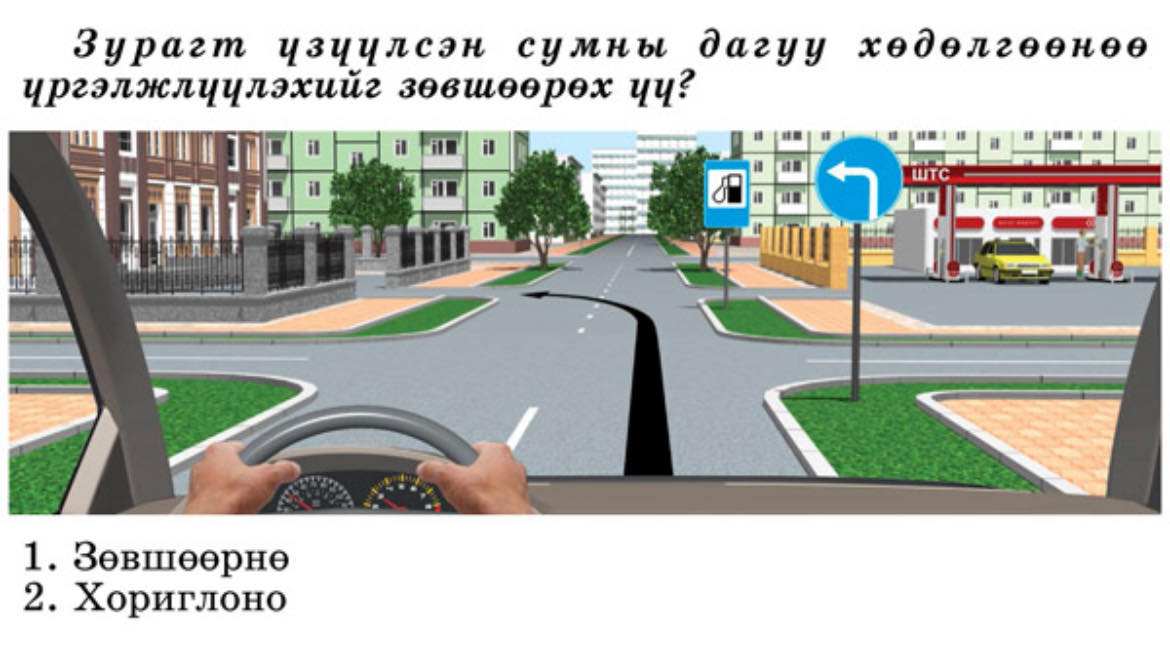 Зурагт үзүүлсэн сумны дагуу хөдөлгөөнөө
үргэлжлүүлэхийг зөвшөөрөх үү?
ШТС
1. Зөвшөөрнө
2. Хориглоно